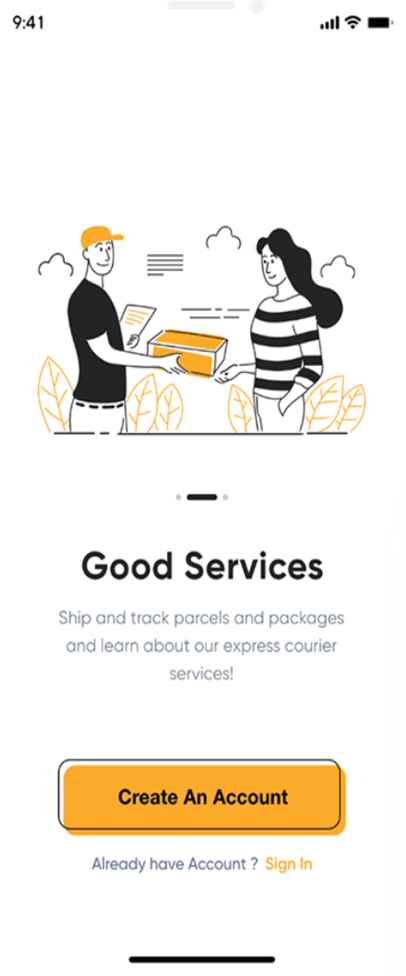 9:41
Good Services
Ship and track parcels and packages
and learn about our express courier
services!
Create An Account
Already have Account ? Sign In